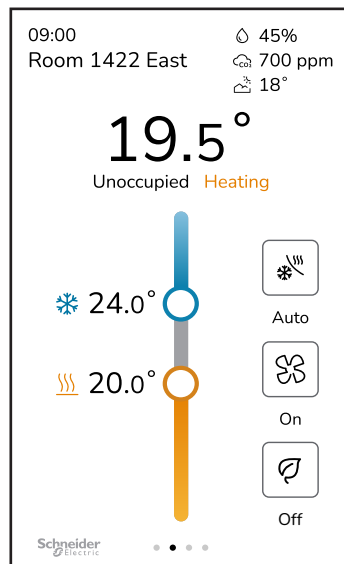 09:00
45%
Room 1422 East
CO₂ 700 ppm
18°
19.5°
Unoccupied Heating
24.0°
Auto
20.0°
On
Off
Schneider
Electric